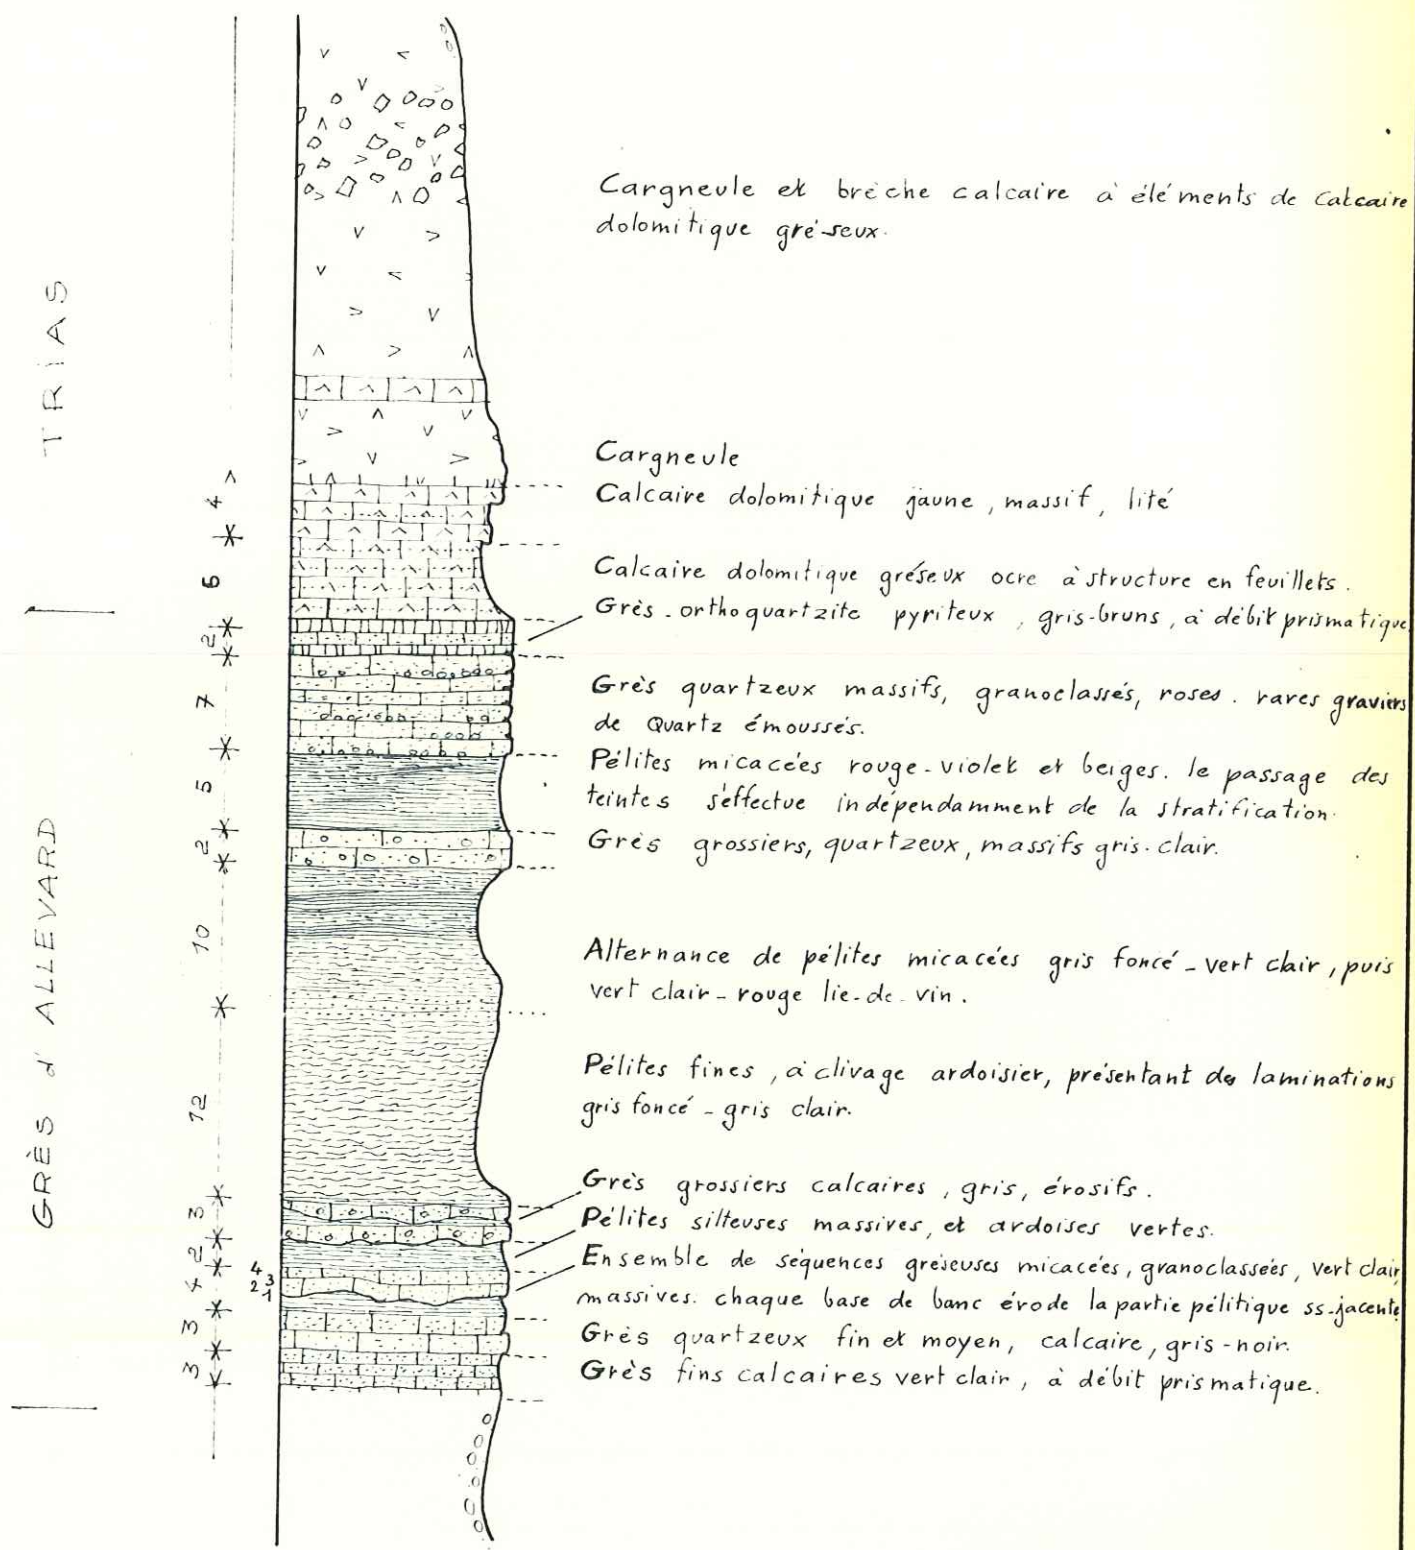 Cargneule et brèche calcaire à éléments de calcaire
dolomitique gréseux.
TRIAS
Cargneule
Calcaire dolomitique jaune, massif, lité
4
Calcaire dolomitique gréseux ocre à structure en feuillets.
6
Grès-orthoquartzite pyriteux, gris-bruns, à débit prismatique
2
Grès quartzeux massifs, granoclassés, roses. rares graviers
de Quartz émoussés.
7
Pélites micacées rouge-violet et beiges. le passage des
teintes s'effectue indépendamment de la stratification.
5
Grès grossiers, quartzeux, massifs gris-clair.
2
GRÈS d'ALLEVARD
Alternance de pélites micacées gris foncé - vert clair, puis
vert clair - rouge lie-de-vin.
10
Pélites fines, à clivage ardoisier, présentant des laminations
gris foncé - gris clair.
12
Grès grossiers calcaires, gris, érosifs.
3
Pélites silteuses massives, et ardoises vertes.
2
Ensemble de séquences gréseuses micacées, granoclassées, vert clair,
massives. chaque base de banc érode la partie pélitique ss-jacente
4
4 3
2 1
Grès quartzeux fin et moyen, calcaire, gris-noir.
3
Grès fins calcaires vert clair, à débit prismatique.
3